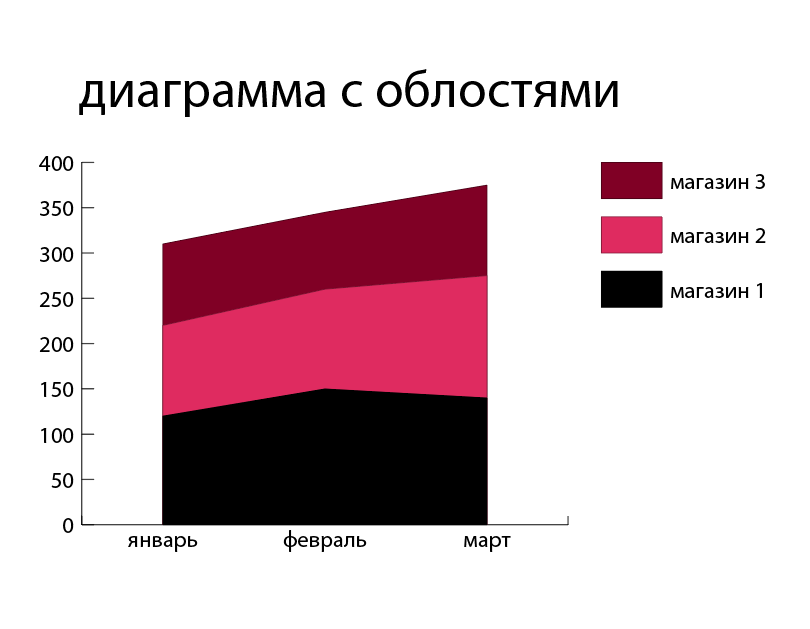 диаграмма с облостями
400
350
300
250
200
150
100
50
0
январь февраль март
магазин 3
магазин 2
магазин 1